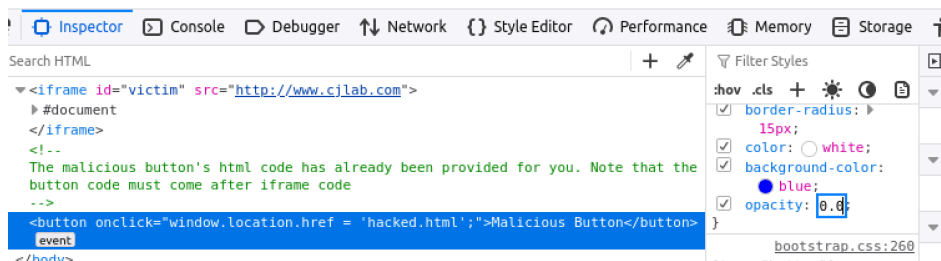 Inspector Console Debugger Network Style Editor Performance Memory Storage
Search HTML
<iframe id="victim" src="http://www.cjlab.com">
#document
</iframe>
<!--
The malicious button's html code has already been provided for you. Note that the
button code must come after iframe code
-->
<button onclick="window.location.href = 'hacked.html';">Malicious Button</button>
event
</body>
Filter Styles
:hov .cls
border-radius:
15px;
color: white;
background-color:
blue;
opacity: 0.0;
}
bootstrap.css:260